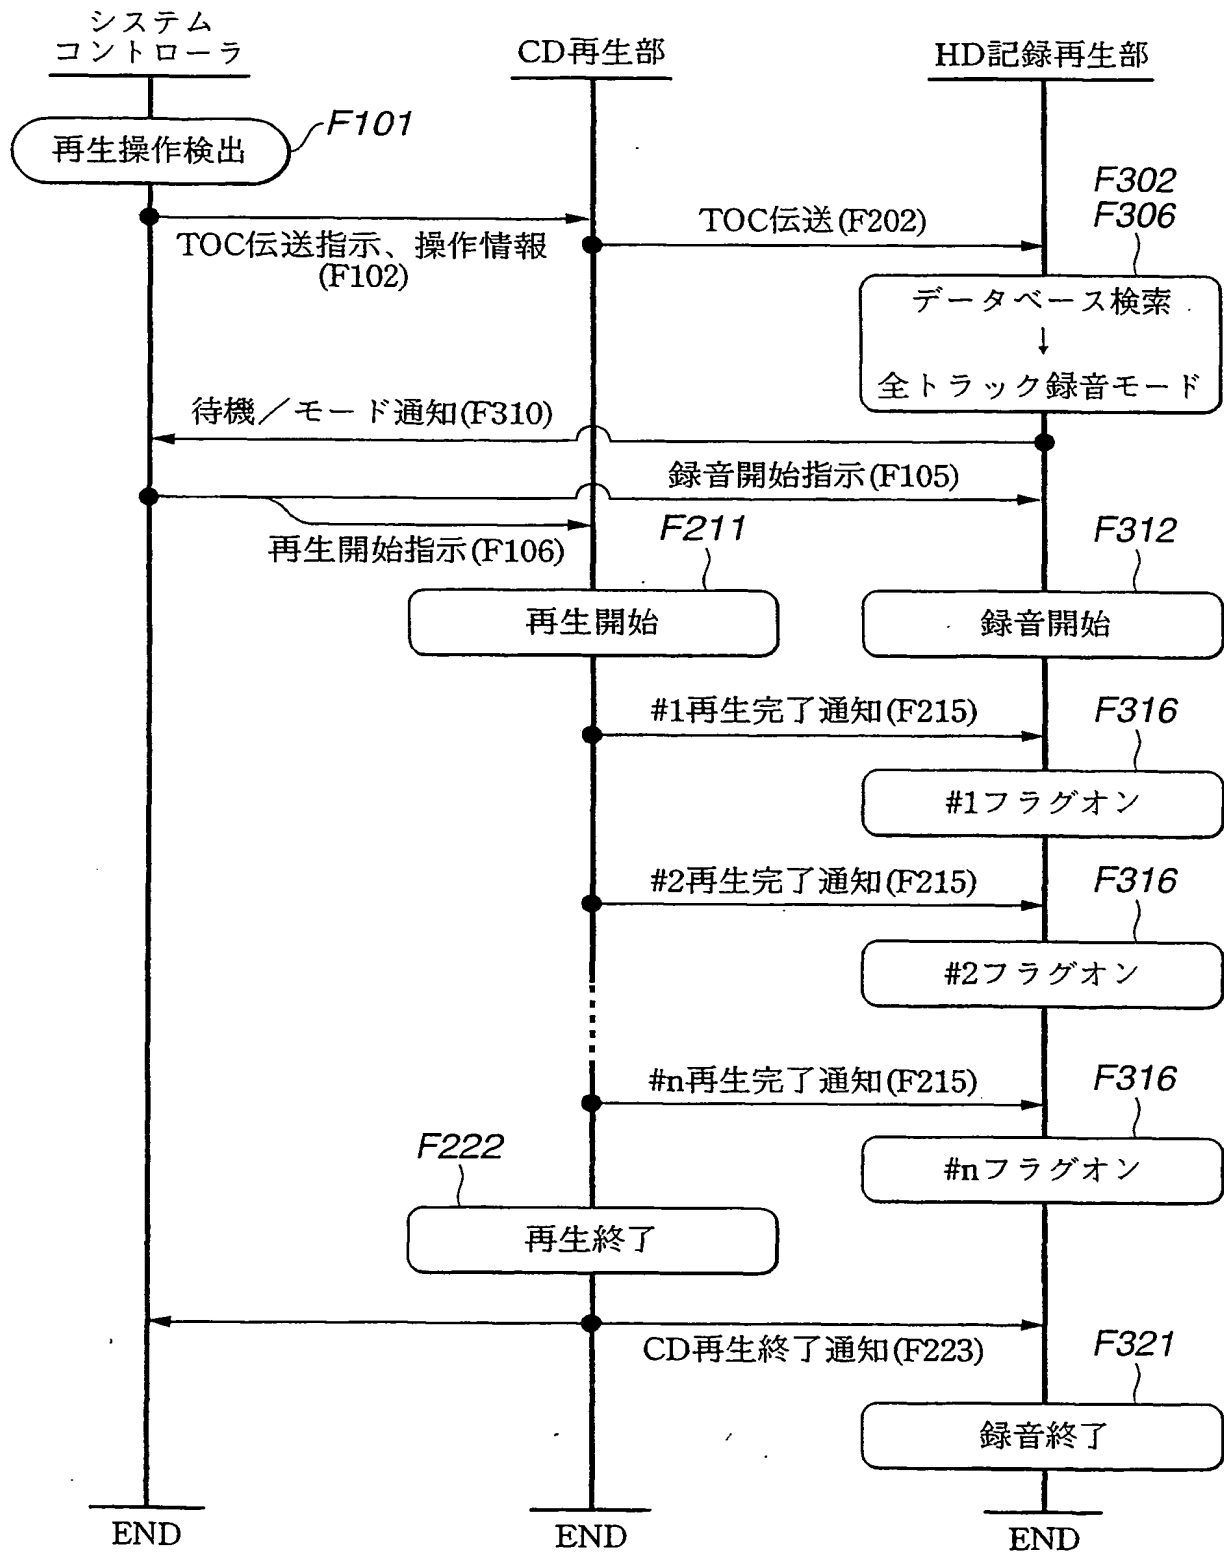 システム
コントローラ
CD再生部
HD記録再生部
再生操作検出
F101
F302
F306
TOC伝送指示、操作情報
(F102)
TOC伝送(F202)
データベース検索
全トラック録音モード
待機／モード通知(F310)
録音開始指示(F105)
再生開始指示(F106)
F211
F312
再生開始
録音開始
#1再生完了通知(F215)
F316
#1フラグオン
#2再生完了通知(F215)
F316
#2フラグオン
#n再生完了通知(F215)
F316
#nフラグオン
F222
再生終了
CD再生終了通知(F223)
F321
録音終了
END
END
END